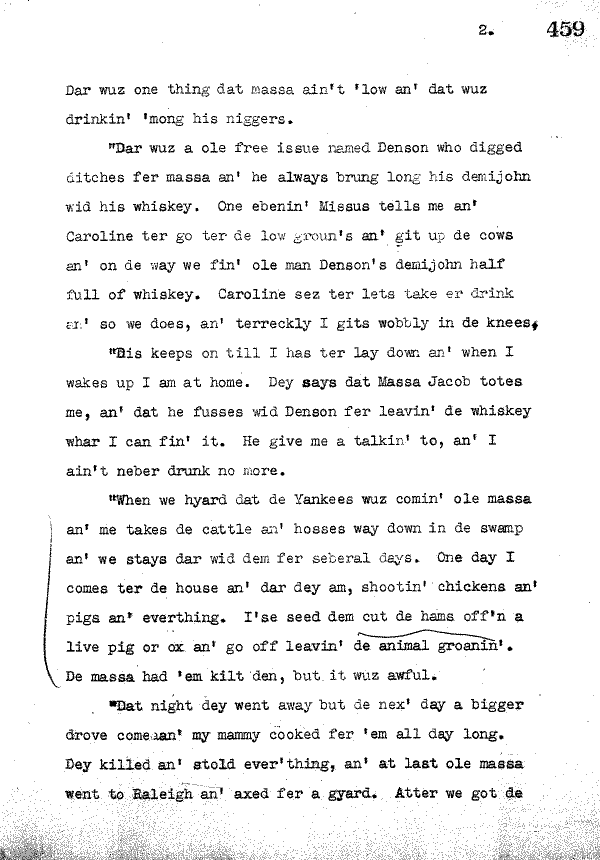 2. 459
Dar wuz one thing dat massa ain't 'low an' dat wuz
drinkin' 'mong his niggers.
"Dar wuz a ole free issue named Denson who digged
ditches fer massa an' he always brung long his demijohn
wid his whiskey. One ebenin' Missus tells me an'
Caroline ter go ter de low groun's an' git up de cows
an' on de way we fin' ole man Denson's demijohn half
full of whiskey. Caroline sez ter lets take er drink
an' so we does, an' terreckly I gits wobbly in de knees,
"Dis keeps on till I has ter lay down an' when I
wakes up I am at home. Dey says dat Massa Jacob totes
me, an' dat he fusses wid Denson fer leavin' de whiskey
whar I can fin' it. He give me a talkin' to, an' I
ain't neber drunk no more.
"When we hyard dat de Yankees wuz comin' ole massa
an' me takes de cattle an' hosses way down in de swamp
an' we stays dar wid dem fer seberal days. One day I
comes ter de house an' dar dey am, shootin' chickens an'
pigs an' everthing. I'se seed dem cut de hams off'n a
live pig or ox an' go off leavin' de animal groanin'.
De massa had 'em kilt den, but it wuz awful.
"Dat night dey went away but de nex' day a bigger
drove come an' my mammy cooked fer 'em all day long.
Dey killed an' stold ever'thing, an' at last ole massa
went to Raleigh an' axed fer a gyard. Atter we got de